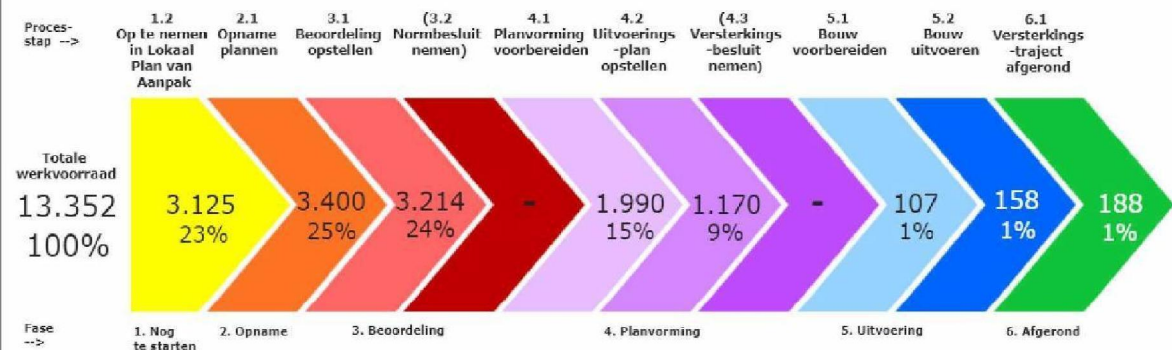 Proces-
stap -->
1.2
Op te nemen
in Lokaal
Plan van
Aanpak
2.1
Opname
plannen
3.1
Beoordeling
opstellen
(3.2
Normbesluit
nemen)
4.1
Planvorming
voorbereiden
4.2
Uitvoerings-
-plan
opstellen
(4.3
Versterkings
-besluit
nemen)
5.1
Bouw
voorbereiden
5.2
Bouw
uitvoeren
6.1
Versterkings
-traject
afgerond
Totale
werkvoorraad
13.352
100%
3.125
23%
3.400
25%
3.214
24%
-
1.990
15%
1.170
9%
-
107
1%
158
1%
188
1%
Fase
-->
1. Nog
te starten
2. Opname
3. Beoordeling
4. Planvorming
5. Uitvoering
6. Afgerond